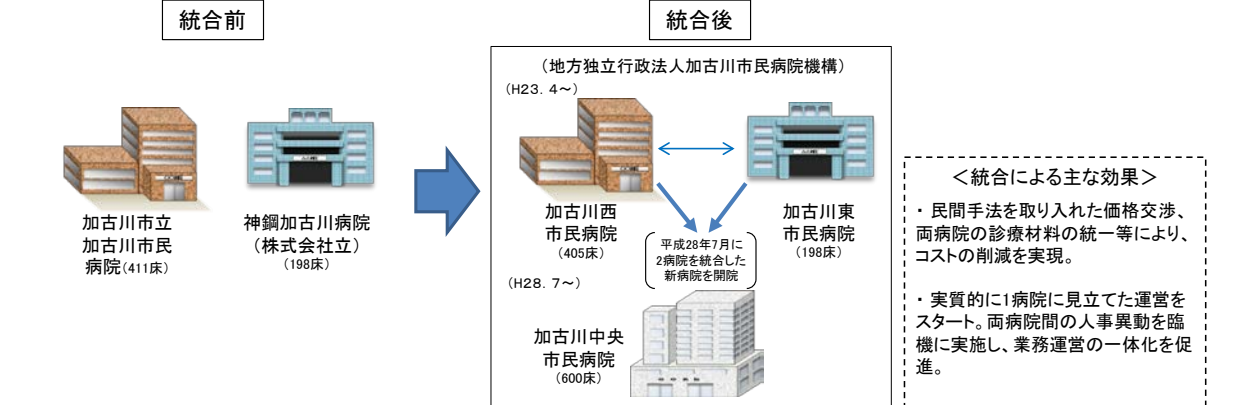 統合前
加古川市立
加古川市民
病院(411床)
神鋼加古川病院
(株式会社立)
(198床)
統合後
(地方独立行政法人加古川市民病院機構)
(H23. 4～)
加古川西
市民病院
(405床)
加古川東
市民病院
(198床)
平成28年7月に
2病院を統合した
新病院を開院
(H28. 7～)
加古川中央
市民病院
(600床)
＜統合による主な効果＞
・ 民間手法を取り入れた価格交渉、
両病院の診療材料の統一等により、
コストの削減を実現。
・ 実質的に1病院に見立てた運営を
スタート。両病院間の人事異動を臨
機に実施し、業務運営の一体化を促
進。